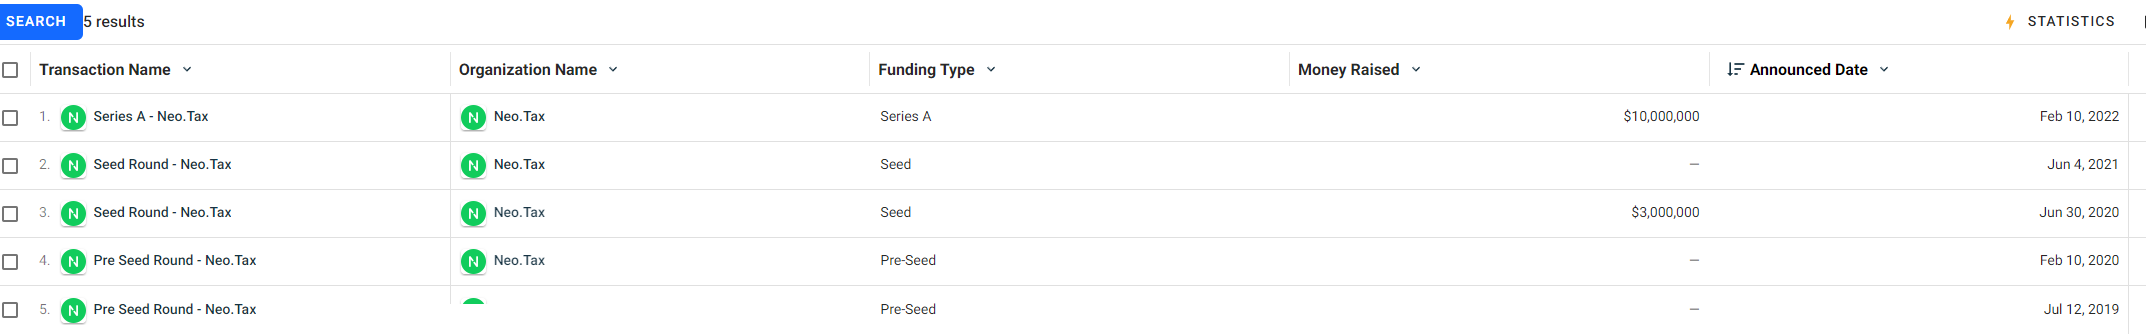 SEARCH 5 results STATISTICS
Transaction Name Organization Name Funding Type Money Raised Announced Date
1. N Series A - Neo.Tax N Neo.Tax Series A $10,000,000 Feb 10, 2022
2. N Seed Round - Neo.Tax N Neo.Tax Seed — Jun 4, 2021
3. N Seed Round - Neo.Tax N Neo.Tax Seed $3,000,000 Jun 30, 2020
4. N Pre Seed Round - Neo.Tax N Neo.Tax Pre-Seed — Feb 10, 2020
5. N Pre Seed Round - Neo.Tax Pre-Seed — Jul 12, 2019